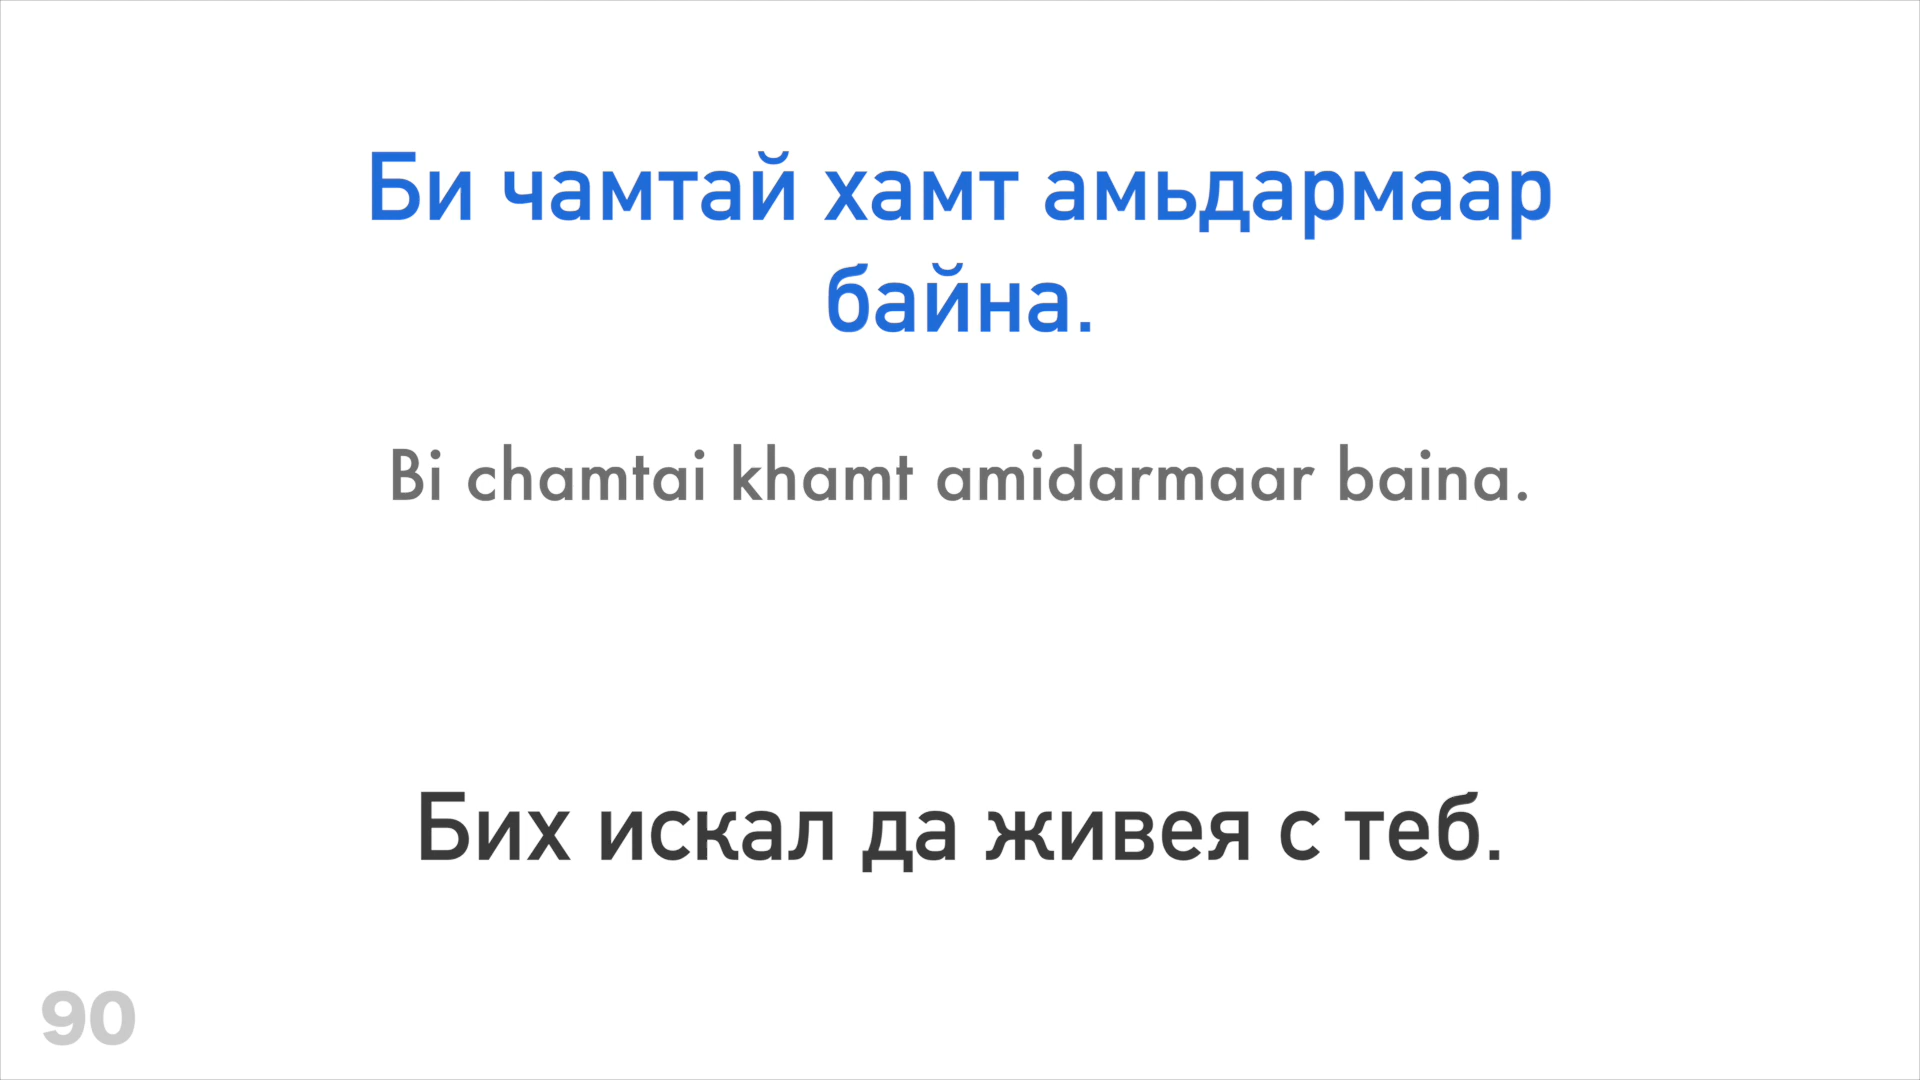 Би чамтай хамт амьдармаар
байна.
Bi chamtai khamt amidarmaar baina.
Бих искал да живея с теб.
90